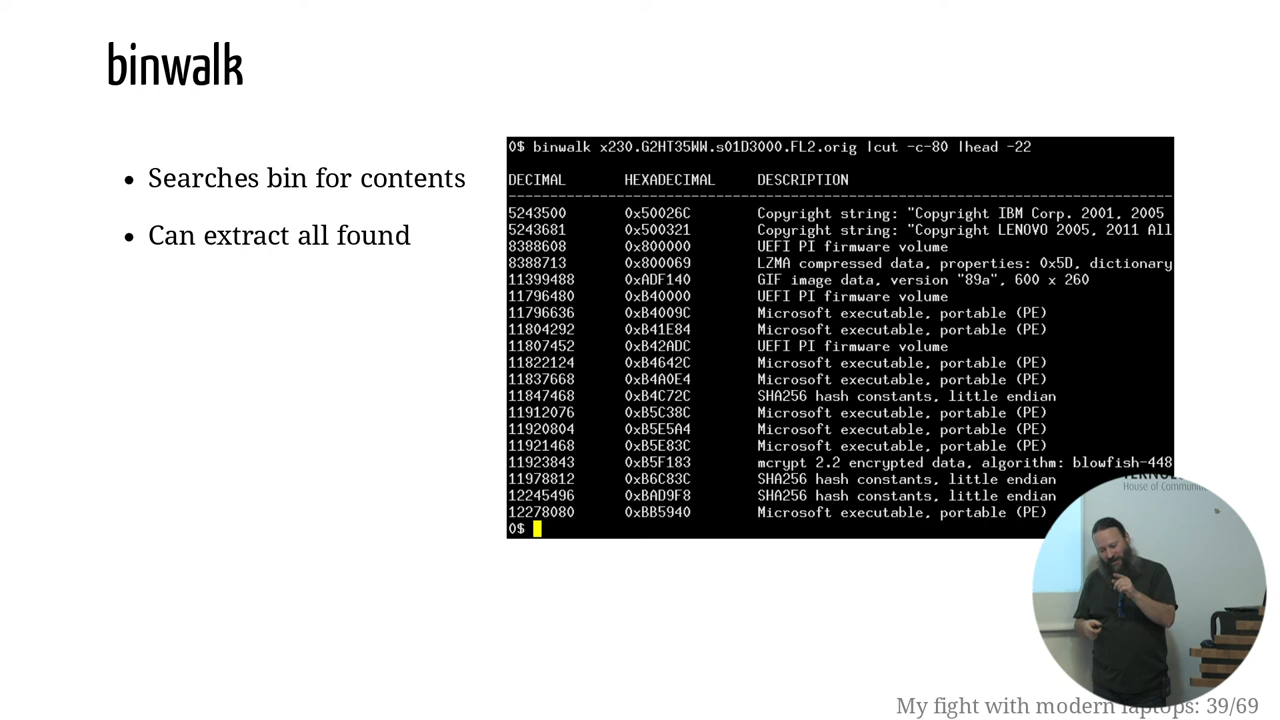 binwalk
• Searches bin for contents
• Can extract all found
0$ binwalk x230.G2HT35WW.s01D3000.FL2.orig |cut -c-80 |head -22
DECIMAL HEXADECIMAL DESCRIPTION
--------------------------------------------------------------------------------
5243500 0x50026C Copyright string: "Copyright IBM Corp. 2001, 2005
5243681 0x500321 Copyright string: "Copyright LENOVO 2005, 2011 All
8388608 0x800000 UEFI PI firmware volume
8388713 0x800069 LZMA compressed data, properties: 0x5D, dictionary
11399488 0xADF140 GIF image data, version "89a", 600 x 260
11796480 0xB40000 UEFI PI firmware volume
11796636 0xB4009C Microsoft executable, portable (PE)
11804292 0xB41E84 Microsoft executable, portable (PE)
11807452 0xB42ADC UEFI PI firmware volume
11822124 0xB4642C Microsoft executable, portable (PE)
11837668 0xB4A0E4 Microsoft executable, portable (PE)
11847468 0xB4C72C SHA256 hash constants, little endian
11912076 0xB5C38C Microsoft executable, portable (PE)
11920804 0xB5E5A4 Microsoft executable, portable (PE)
11921468 0xB5E83C Microsoft executable, portable (PE)
11923843 0xB5F183 mcrypt 2.2 encrypted data, algorithm: blowfish-448
11978812 0xB6C83C SHA256 hash constants, little endian
12245496 0xBAD9F8 SHA256 hash constants, little endian
12278080 0xBB5940 Microsoft executable, portable (PE)
0$
House of Communi
My fight with modern laptops: 39/69